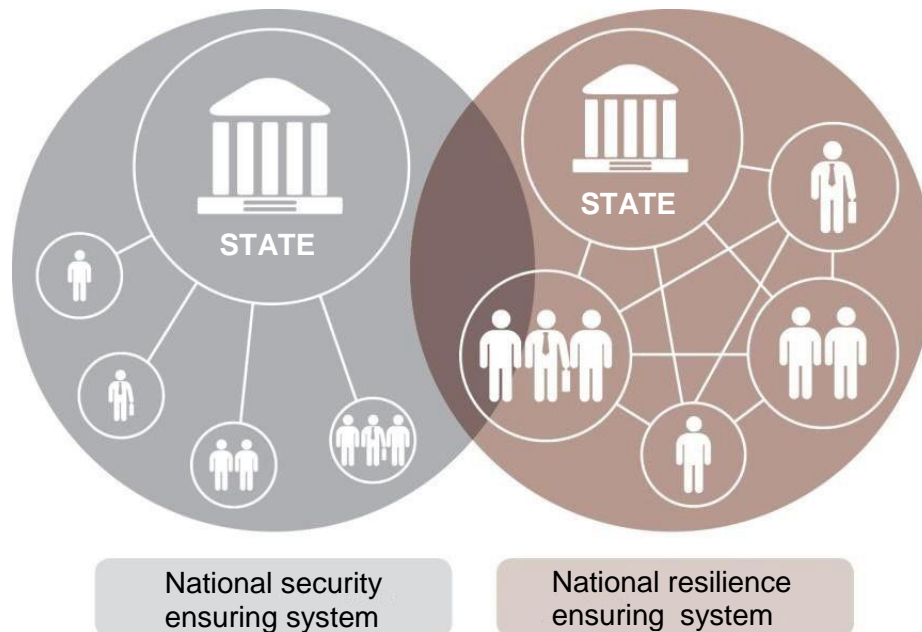 STATE
STATE
National security
ensuring system
National resilience
ensuring system